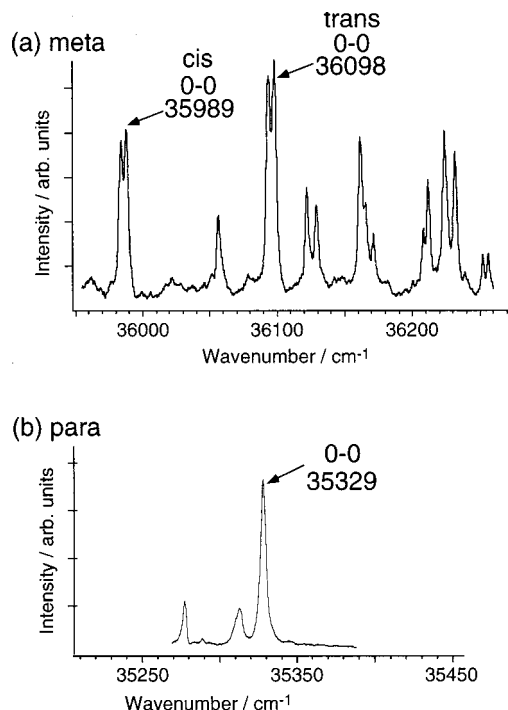 (a) meta
trans
0-0
36098
cis
0-0
35989
Intensity / arb. units
36000 36100 36200
Wavenumber / cm-1
(b) para
0-0
35329
Intensity / arb. units
35250 35350 35450
Wavenumber / cm-1